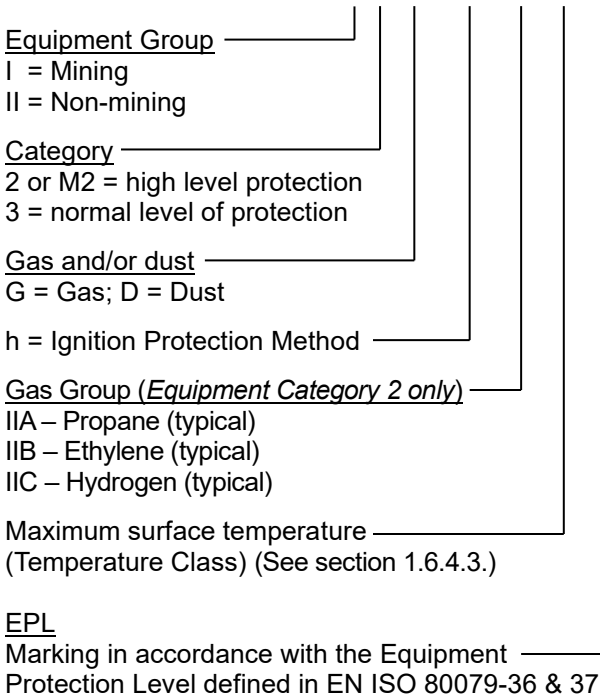 Equipment Group
I = Mining
II = Non-mining
Category
2 or M2 = high level protection
3 = normal level of protection
Gas and/or dust
G = Gas; D = Dust
h = Ignition Protection Method
Gas Group (Equipment Category 2 only)
IIA – Propane (typical)
IIB – Ethylene (typical)
IIC – Hydrogen (typical)
Maximum surface temperature
(Temperature Class) (See section 1.6.4.3.)
EPL
Marking in accordance with the Equipment
Protection Level defined in EN ISO 80079-36 & 37